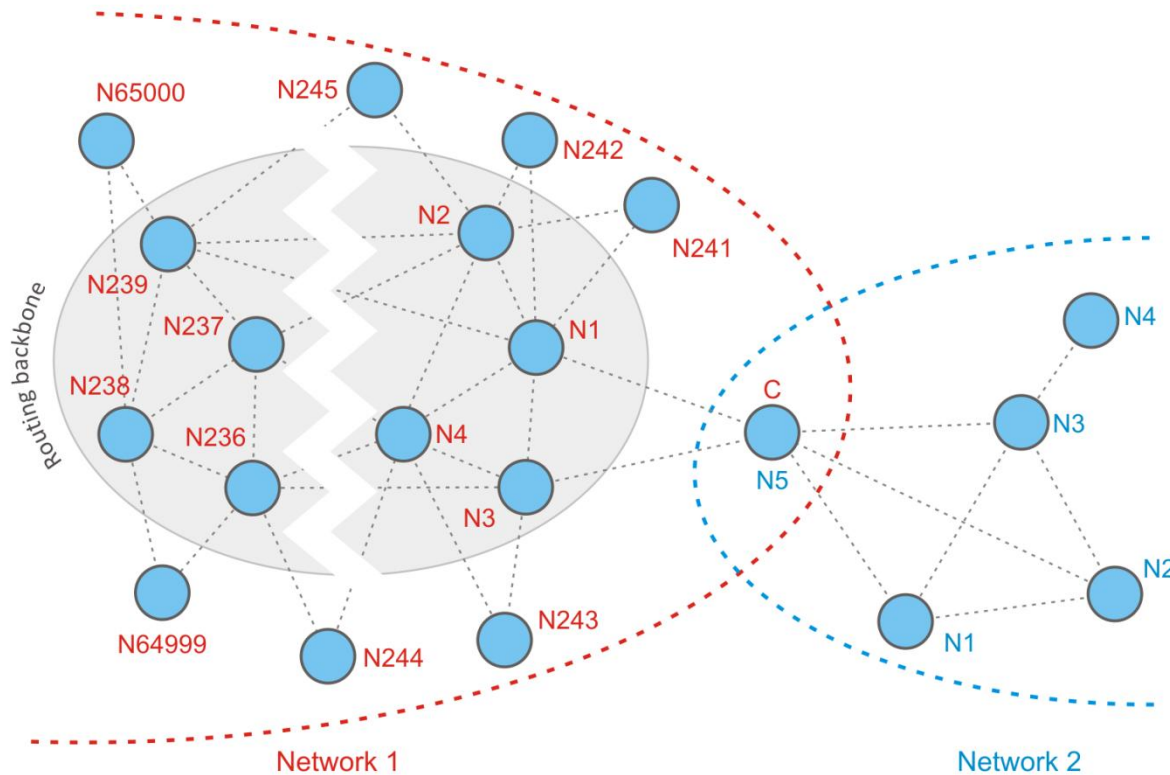 N65000
N245
N242
N2
N241
N239
N4
N237
N1
Routing backbone
N238
C
N3
N236
N4
N5
N3
N2
N64999
N244
N243
N1
Network 1
Network 2